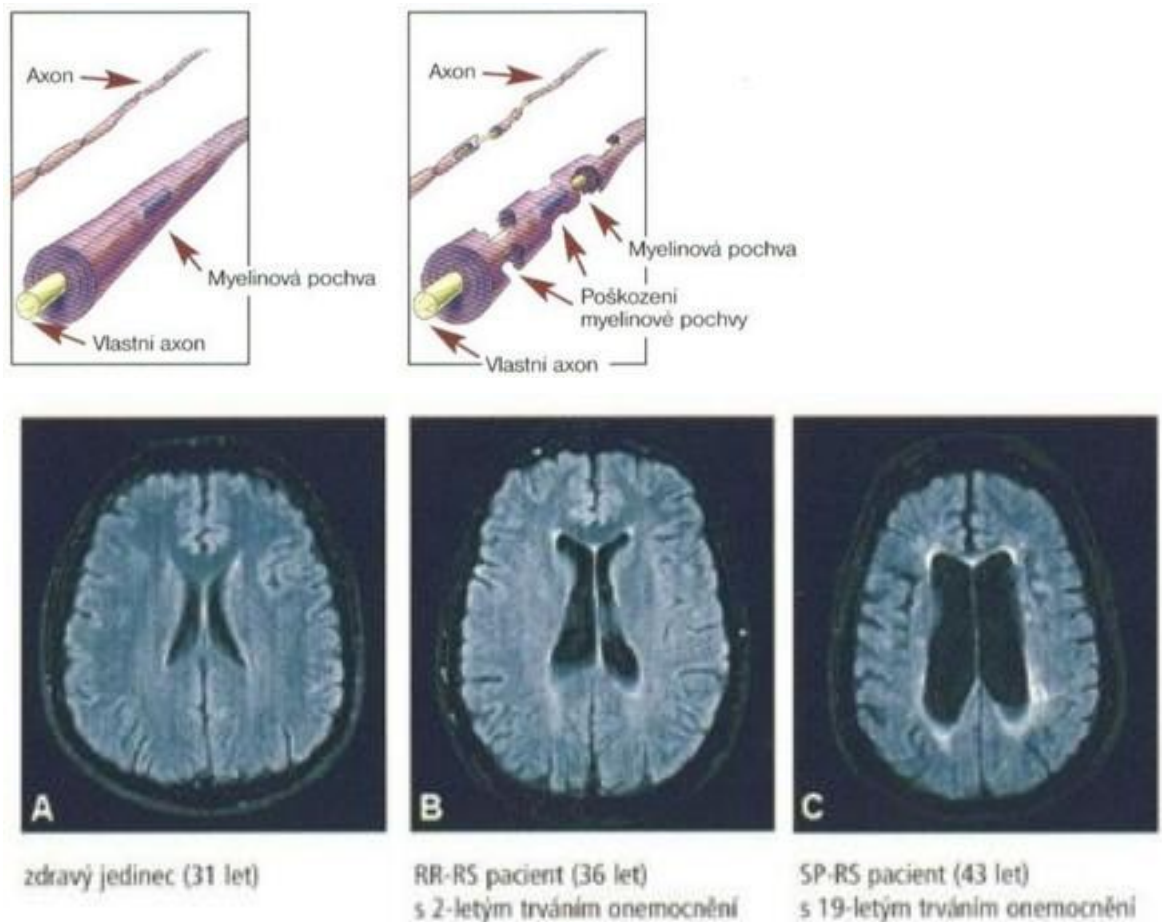 Axon
Myelinová pochva
Vlastní axon
Axon
Myelinová pochva
Poškození
myelinové pochvy
Vlastní axon
A
B
C
zdravý jedinec (31 let)
RR-RS pacient (36 let)
s 2-letým trváním onemocnění
SP-RS pacient (43 let)
s 19-letým trváním onemocnění